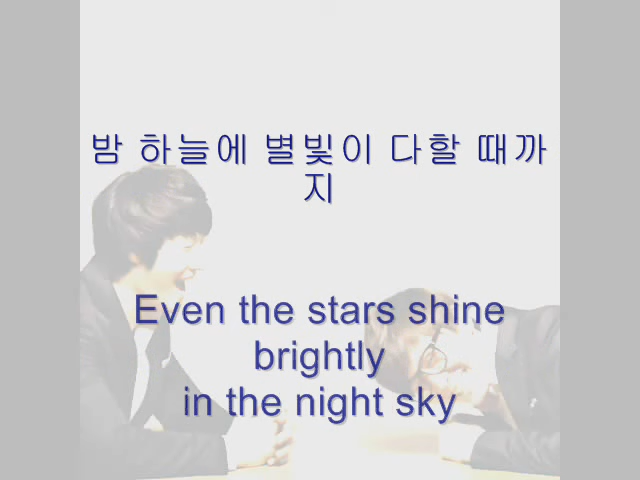 밤 하늘에 별빛이 다할 때까
지
Even the stars shine
brightly
in the night sky